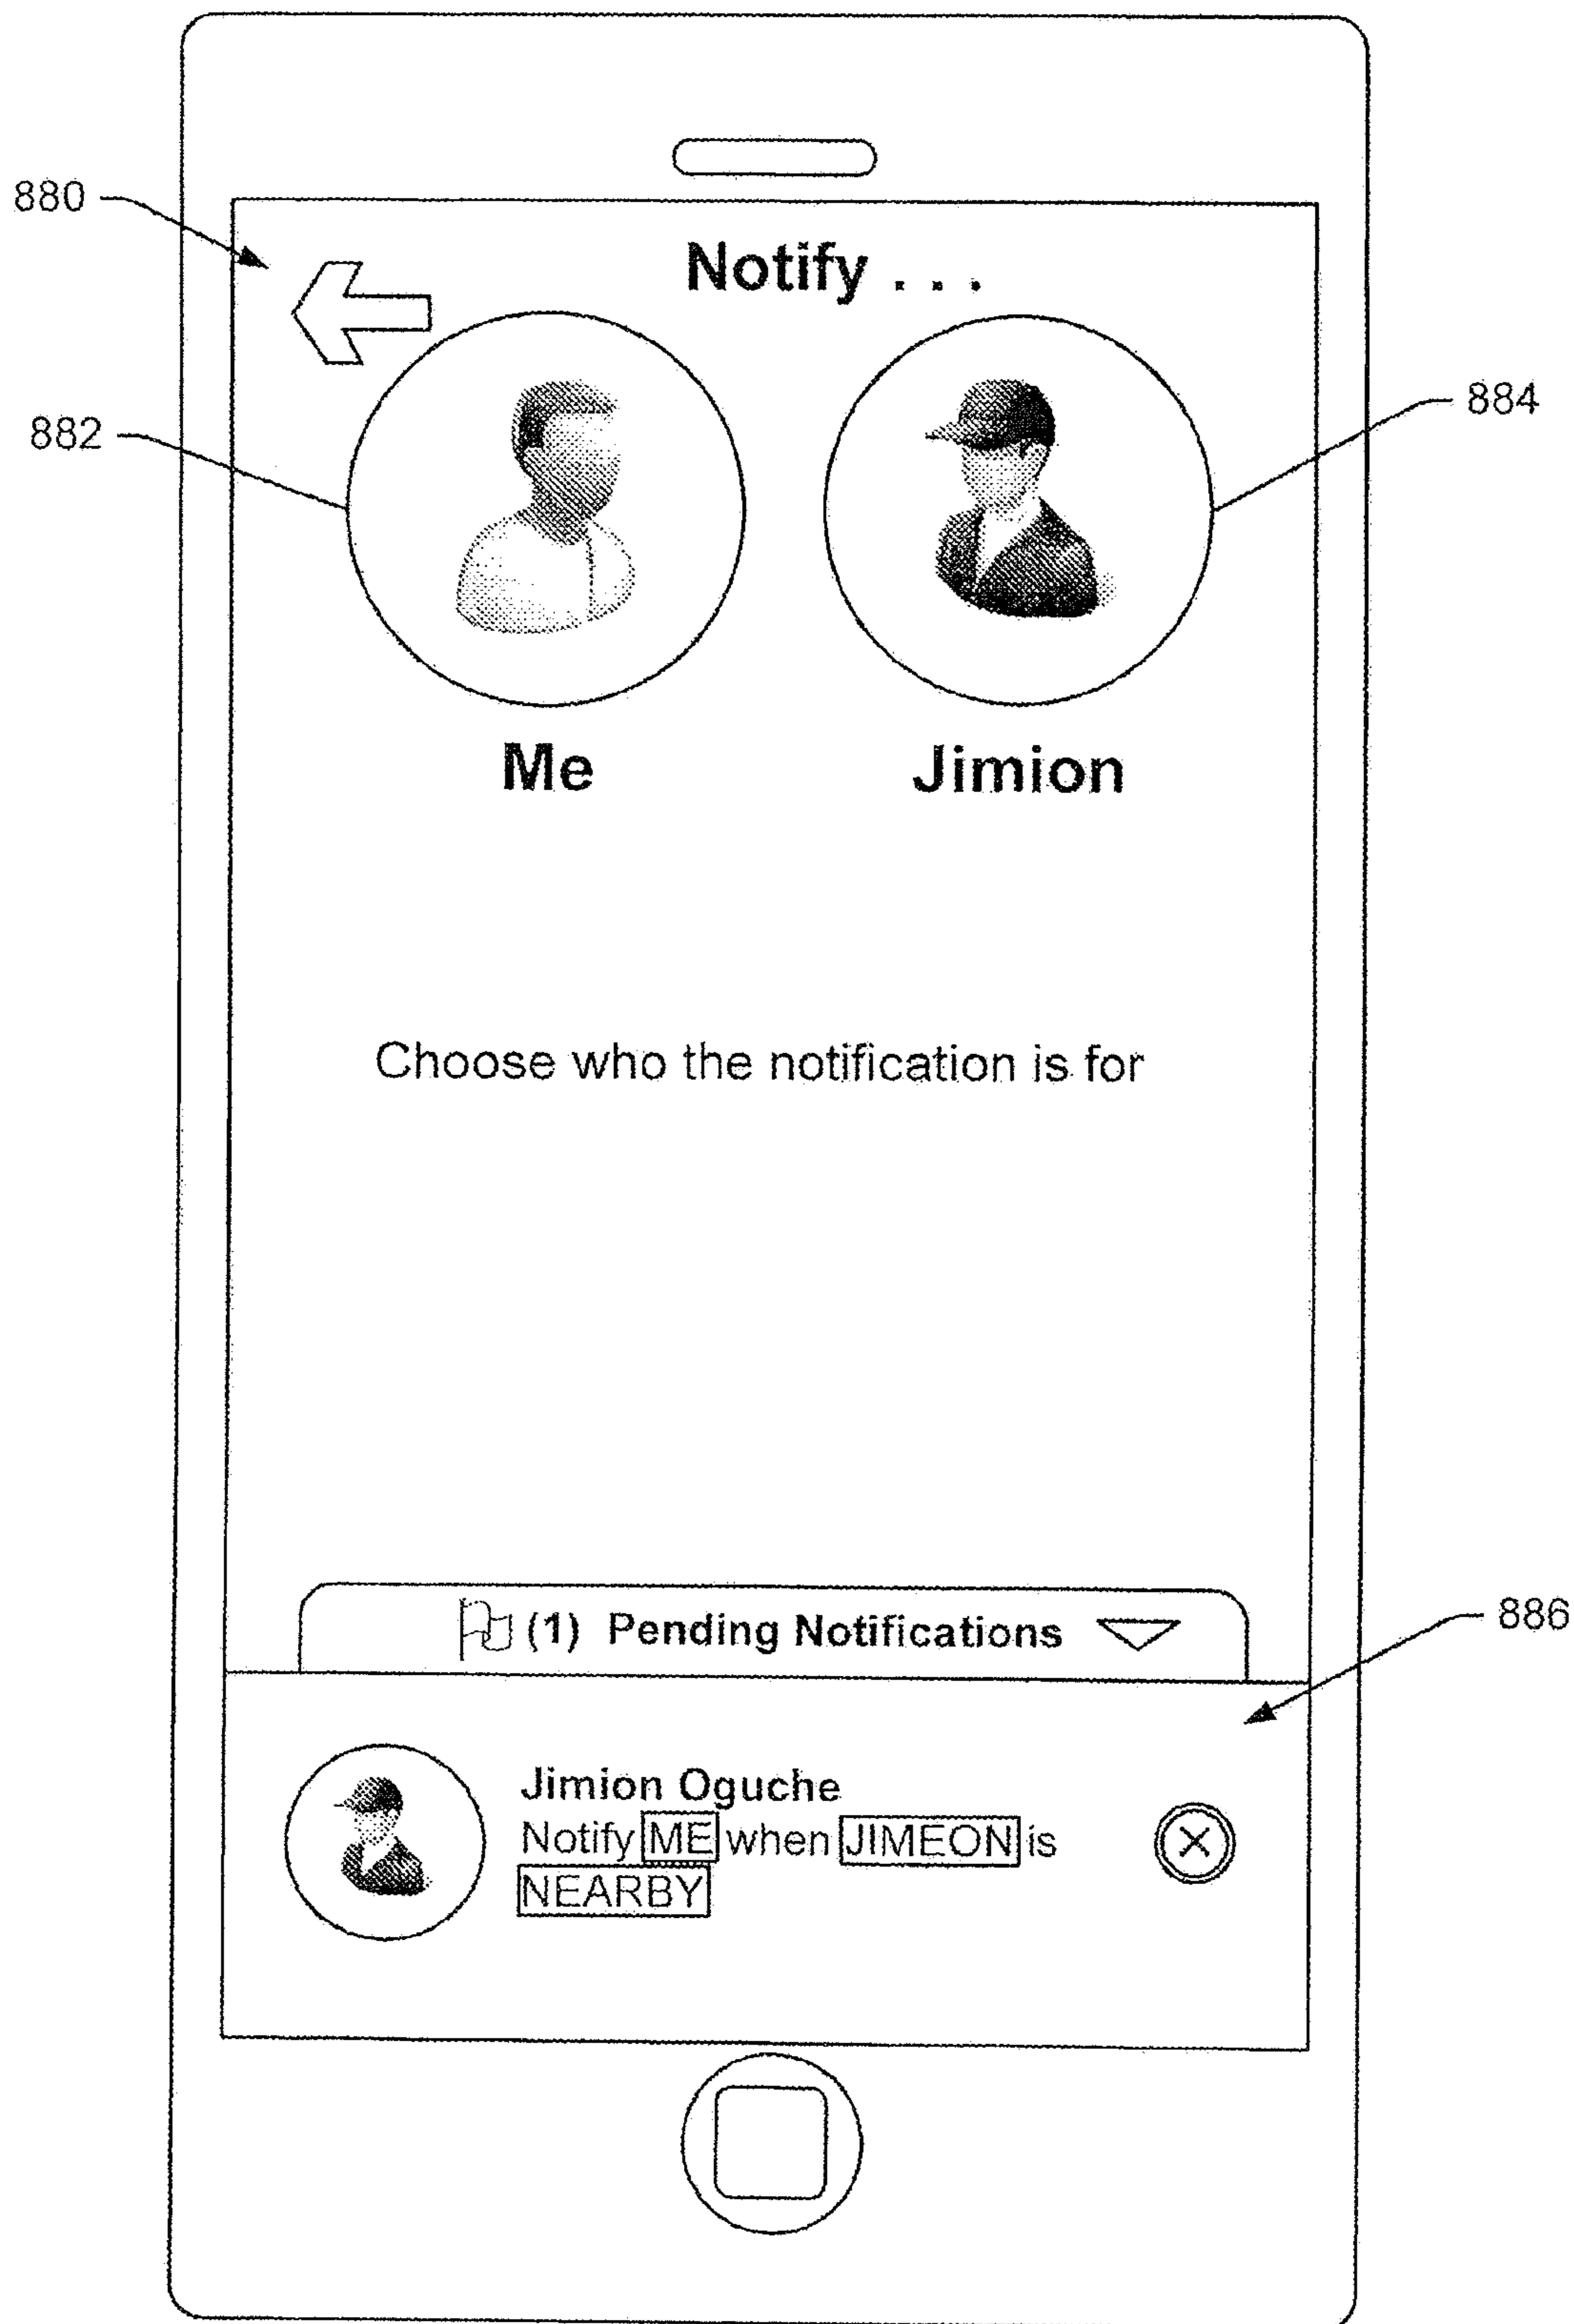 880
Notify . . .
882
884
Me
Jimion
Choose who the notification is for
(1) Pending Notifications
886
Jimion Oguche
Notify ME when JIMEON is
NEARBY